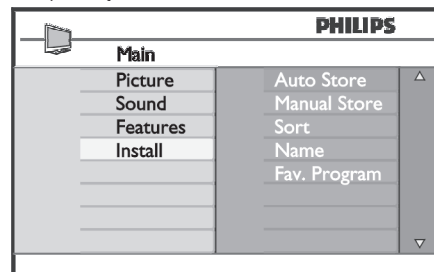 PHILIPS
Main
Picture
Sound
Features
Install
Auto Store
Manual Store
Sort
Name
Fav. Program